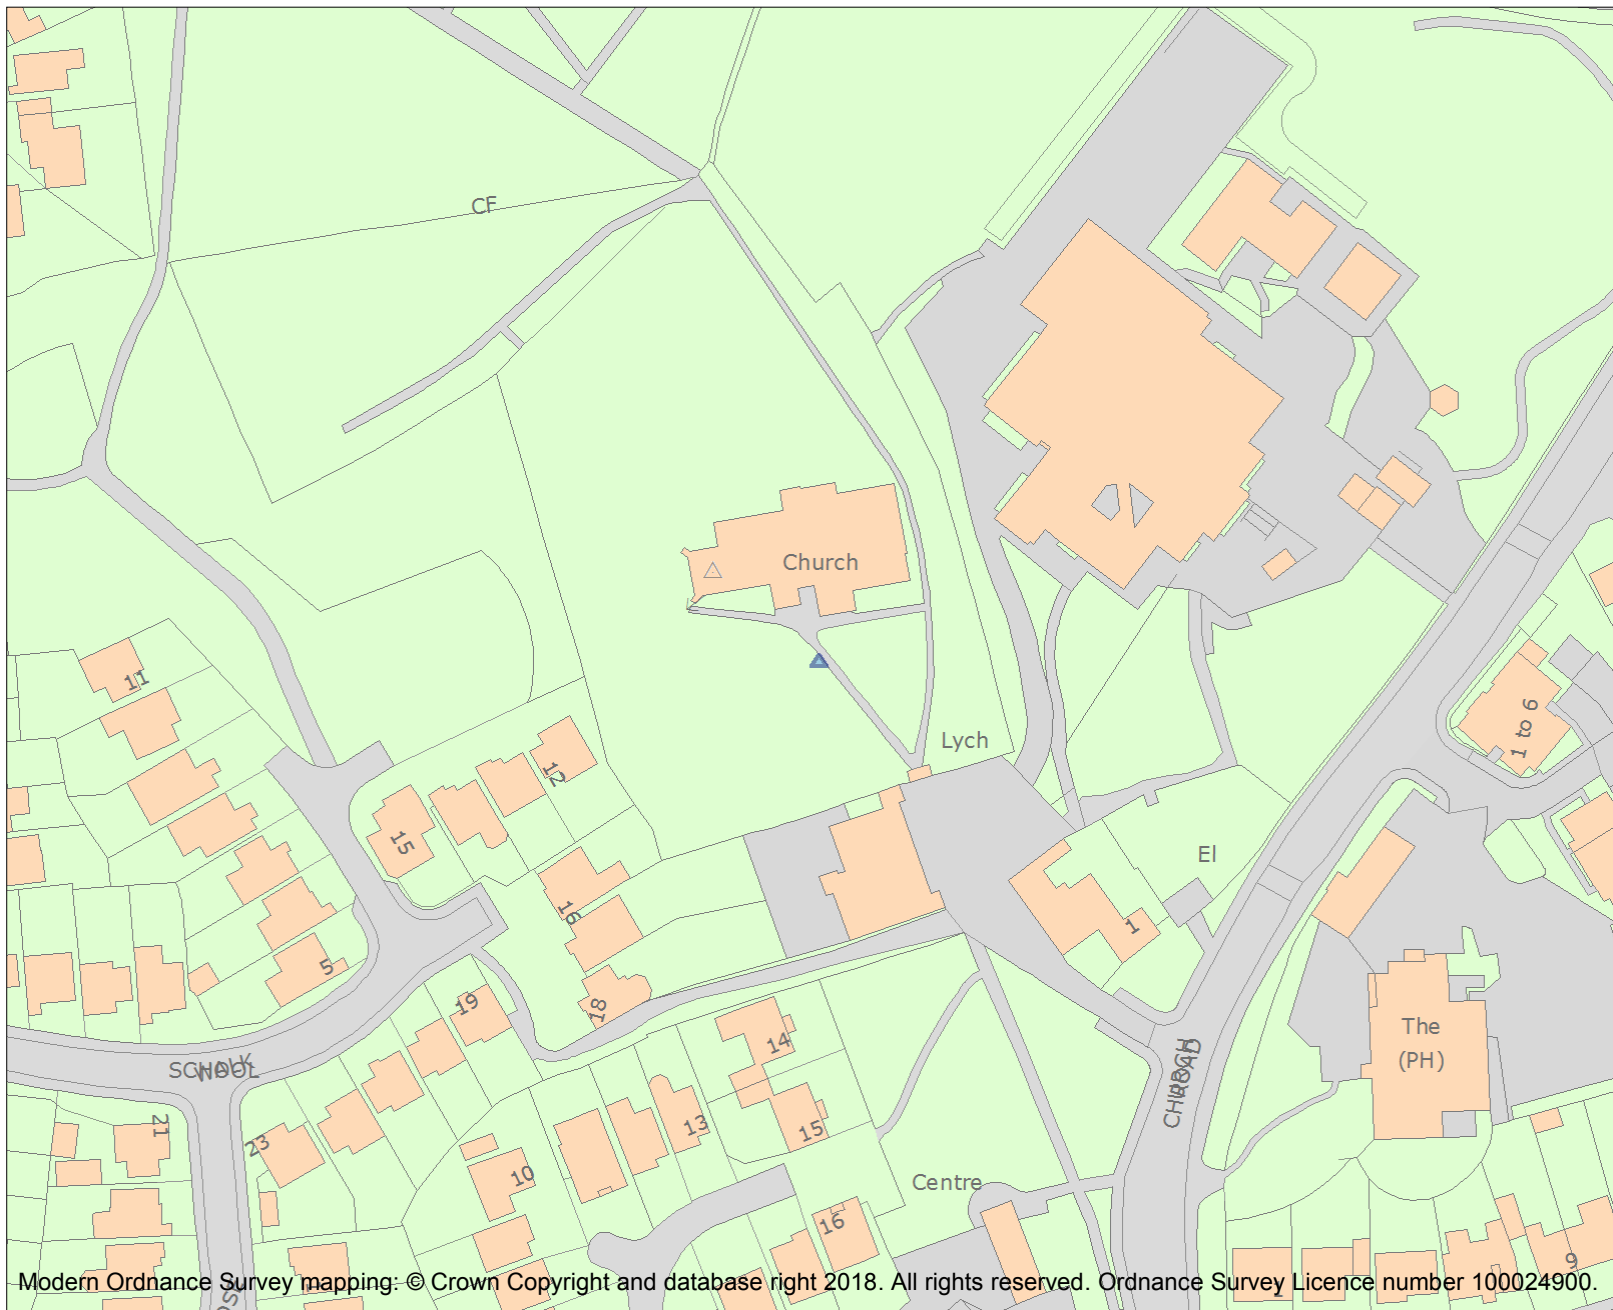 CF
Church
11
Lych
1 to 6
12
15
El
16
1
5
18
19
14
The
(PH)
SCHOOL
WALK
CHURCH
ROAD
21
23
13
15
10
Centre
16
9
1
Modern Ordnance Survey mapping: © Crown Copyright and database right 2018. All rights reserved. Ordnance Survey Licence number 100024900.